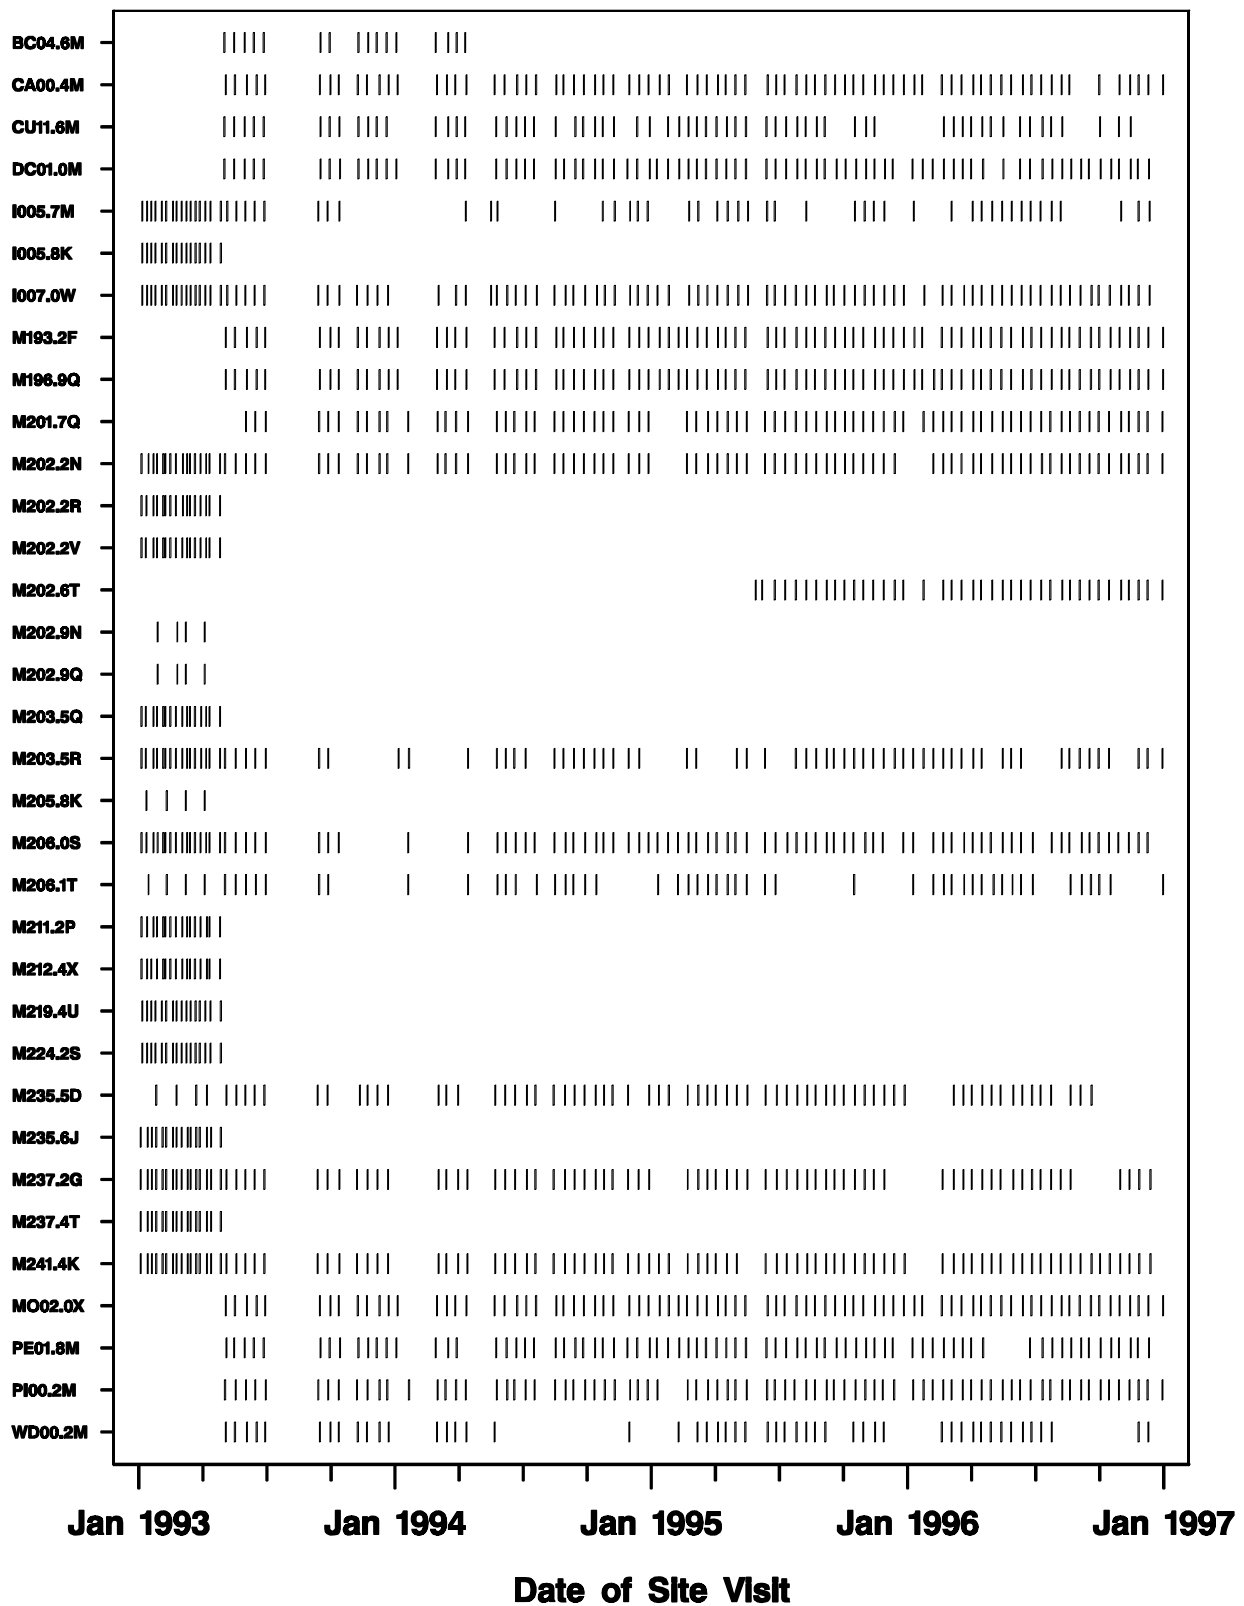 BC04.6M
CA00.4M
CU11.6M
DC01.0M
I005.7M
I005.8K
I007.0W
M193.2F
M196.9Q
M201.7Q
M202.2N
M202.2R
M202.2V
M202.6T
M202.9N
M202.9Q
M203.5Q
M203.5R
M205.8K
M206.0S
M206.1T
M211.2P
M212.4X
M219.4U
M224.2S
M235.5D
M235.6J
M237.2G
M237.4T
M241.4K
MO02.0X
PE01.8M
PI00.2M
WD00.2M
Jan 1993 Jan 1994 Jan 1995 Jan 1996 Jan 1997
Date of Site Visit